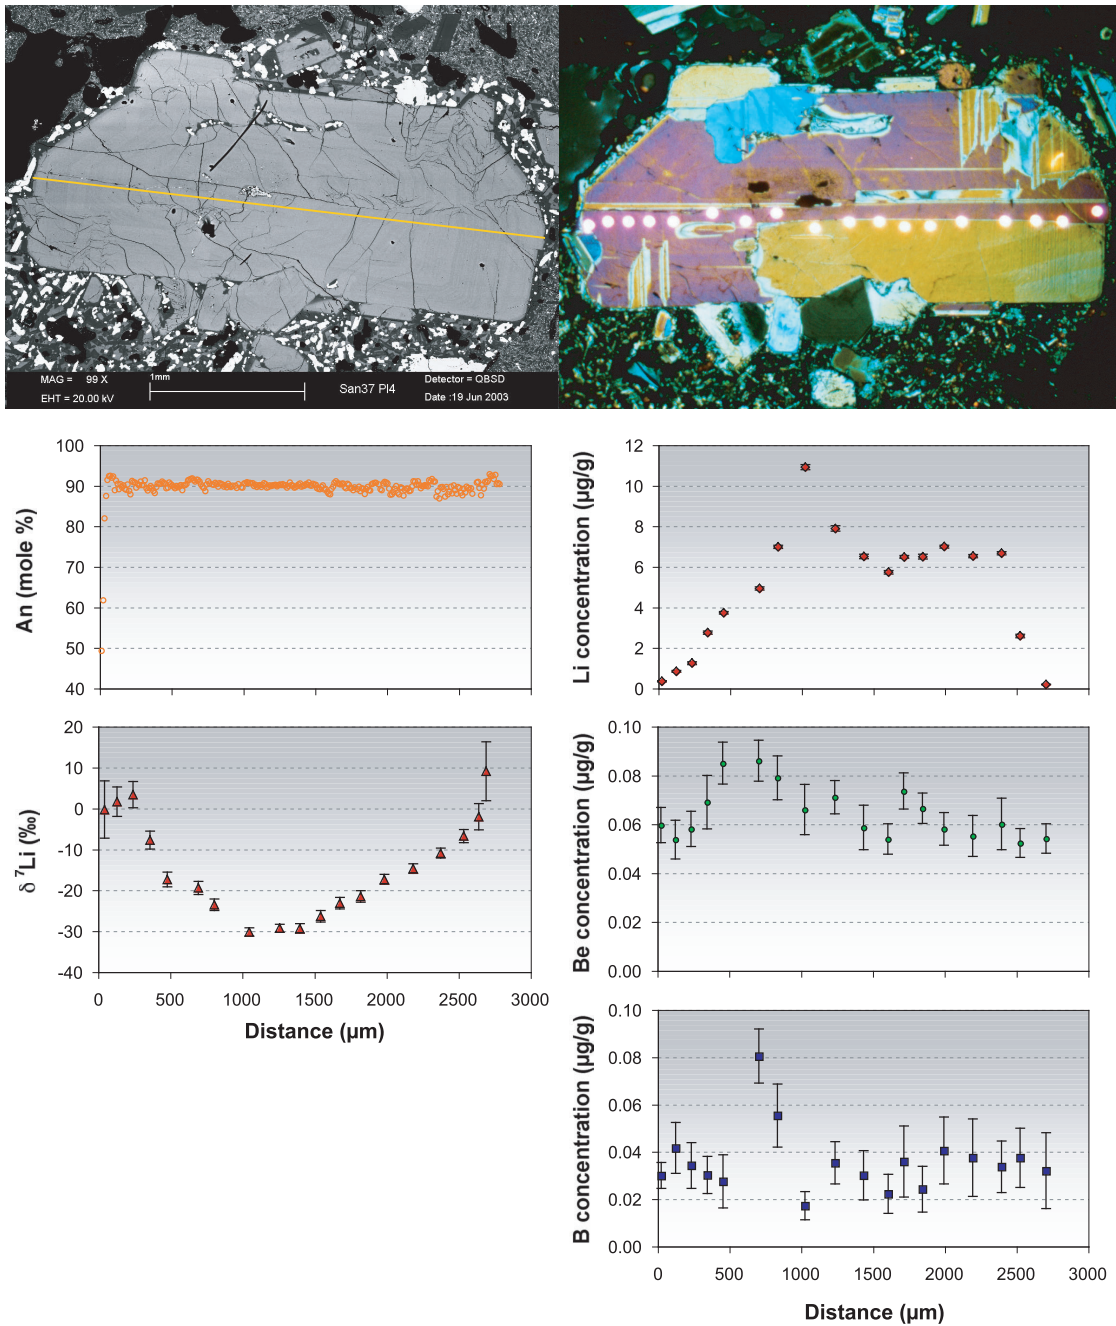 MAG = 99 X
1mm
Detector = QBSD
EHT = 20.00 kV
San37 Pl4
Date :19 Jun 2003
An (mole %)
100
90
80
70
60
50
40
Li concentration (µg/g)
12
10
8
6
4
2
0
δ ⁷Li (‰)
20
10
0
-10
-20
-30
-40
0 500 1000 1500 2000 2500 3000
Distance (µm)
Be concentration (µg/g)
0.10
0.08
0.06
0.04
0.02
0.00
B concentration (µg/g)
0.10
0.08
0.06
0.04
0.02
0.00
0 500 1000 1500 2000 2500 3000
Distance (µm)